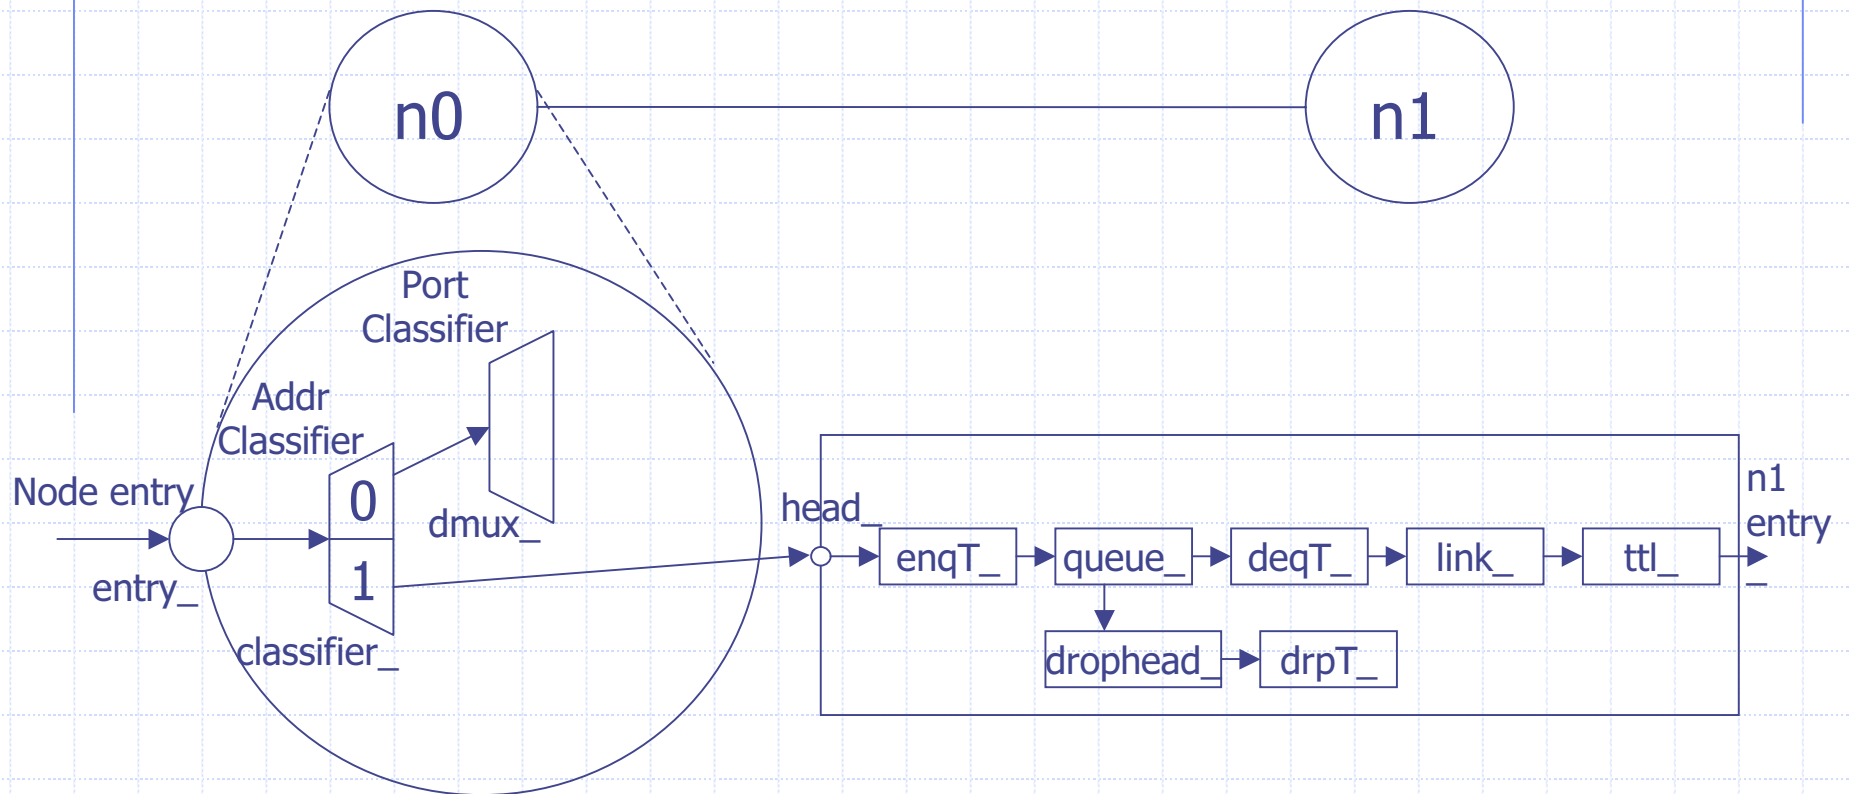 n0
n1
Port
Classifier
Addr
Classifier
0
1
Node entry
entry_
dmux_
classifier_
head_
enqT_
queue_
deqT_
link_
ttl_
n1
entry
_
drophead_
drpT_